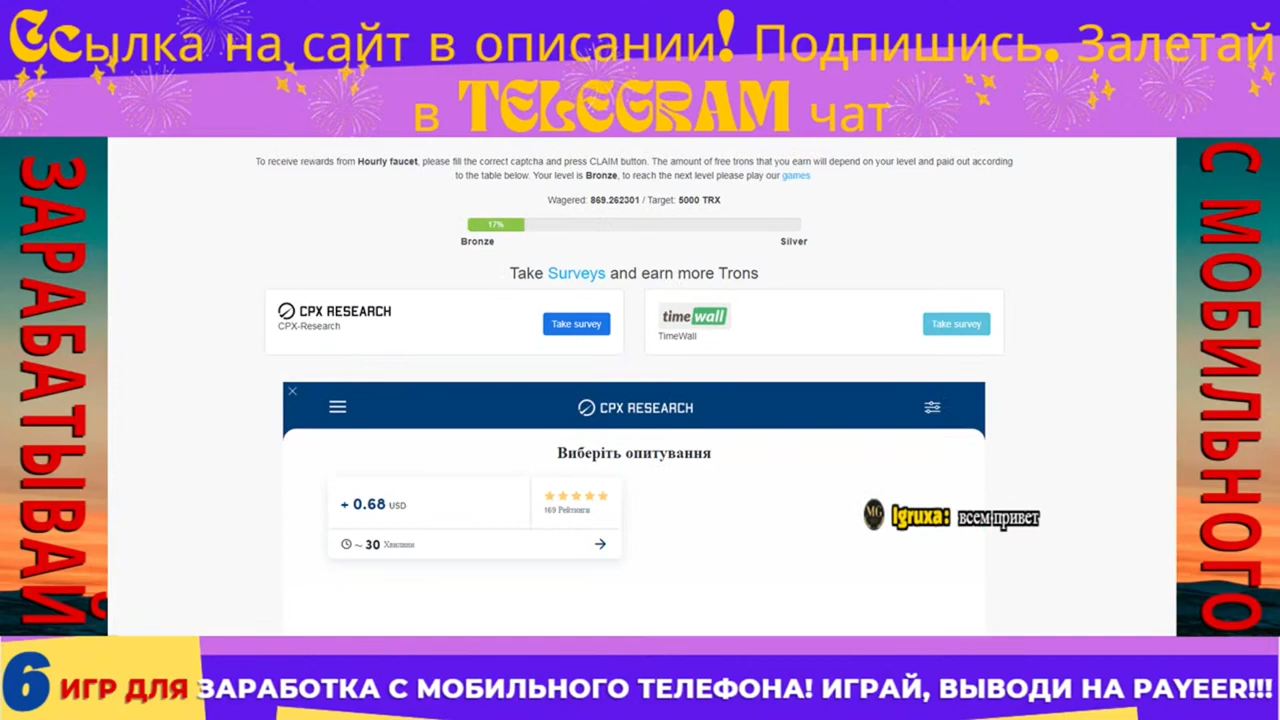 Ссылка на сайт в описании! Подпишись. Залетай
в TELEGRAM чат
ЗАРАБАТЫВАЙ
С МОБИЛЬНОГО
To receive rewards from Hourly faucet, please fill the correct captcha and press CLAIM button. The amount of free trons that you earn will depend on your level and paid out according
to the table below. Your level is Bronze, to reach the next level please play our games
Wagered: 869.262301 / Target: 5000 TRX
17%
Bronze
Silver
Take Surveys and earn more Trons
CPX RESEARCH
CPX-Research
Take survey
timewall
TimeWall
Take survey
CPX RESEARCH
Виберіть опитування
+ 0.68 USD
169 Рейтинги
~ 30 Хвилини
MG Igruxa: всем привет
6 ИГР ДЛЯ ЗАРАБОТКА С МОБИЛЬНОГО ТЕЛЕФОНА! ИГРАЙ, ВЫВОДИ НА PAYEER!!!